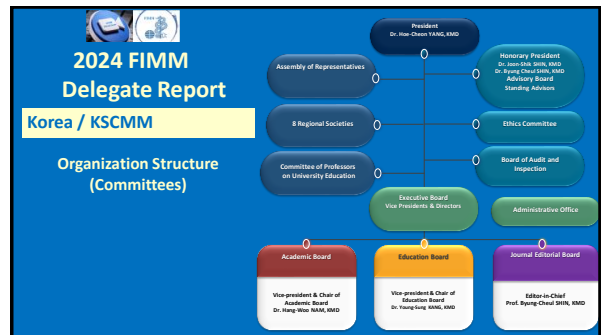 2024 FIMM
Delegate Report
Korea / KSCMM
Organization Structure
(Committees)
President
Dr. Hoe-Cheon YANG, KMD
Assembly of Representatives
Honorary President
Dr. Joon-Shik SHIN, KMD
Dr. Byung Cheul SHIN, KMD
Advisory Board
Standing Advisors
8 Regional Societies
Ethics Committee
Committee of Professors
on University Education
Board of Audit and
Inspection
Executive Board
Vice Presidents & Directors
Administrative Office
Academic Board
Vice-president & Chair of
Academic Board
Dr. Hang-Woo NAM, KMD
Education Board
Vice-president & Chair of
Education Board
Dr. Young-Sung KANG, KMD
Journal Editorial Board
Editor-in-Chief
Prof. Byung-Cheul SHIN, KMD